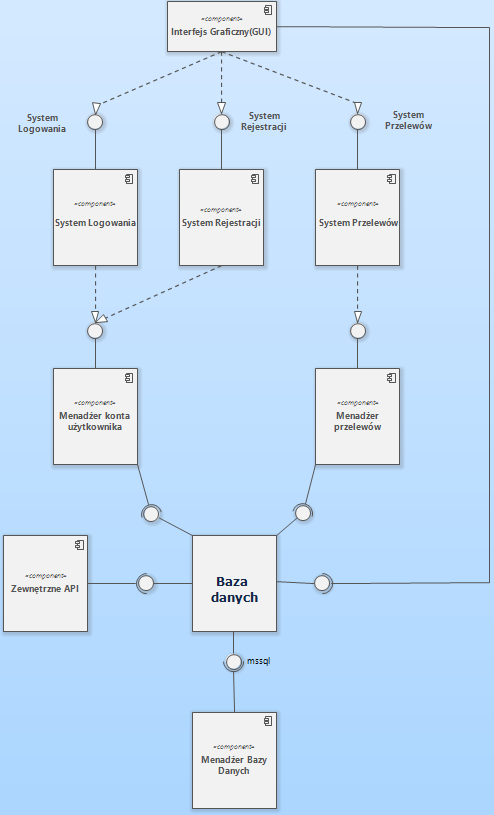 «component»
Interfejs Graficzny(GUI)
System
Logowania
System
Rejestracji
System
Przelewów
«component»
System Logowania
«component»
System Rejestracji
«component»
System Przelewów
«component»
Menadżer konta
użytkownika
«component»
Menadżer
przelewów
«component»
Zewnętrzne API
Baza
danych
mssql
«component»
Menadżer Bazy
Danych